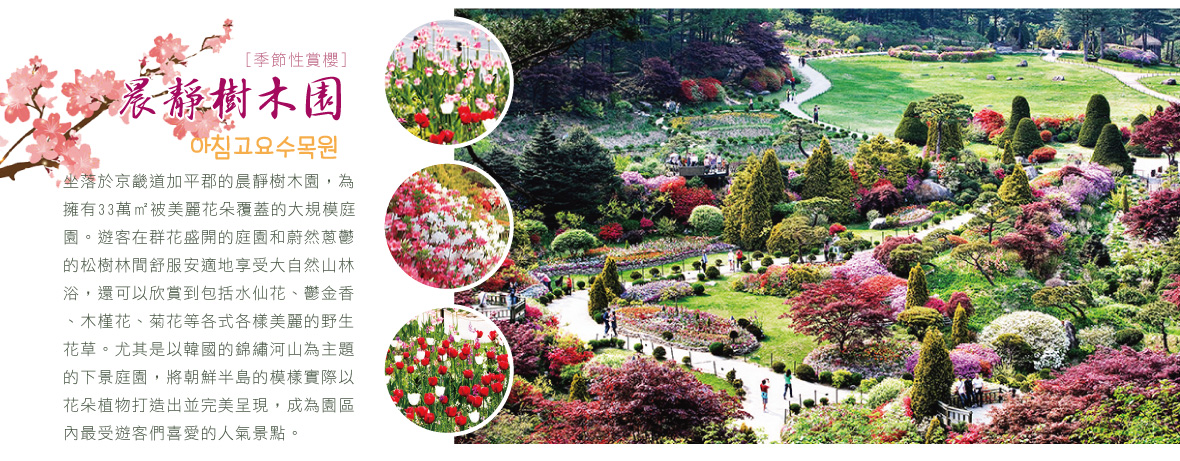 ［季節性賞櫻］
晨靜樹木園
아침고요수목원
坐落於京畿道加平郡的晨靜樹木園，為
擁有33萬㎡被美麗花朵覆蓋的大規模庭
園。遊客在群花盛開的庭園和蔚然蔥鬱
的松樹林間舒服安適地享受大自然山林
浴，還可以欣賞到包括水仙花、鬱金香
、木槿花、菊花等各式各樣美麗的野生
花草。尤其是以韓國的錦繡河山為主題
的下景庭園，將朝鮮半島的模樣實際以
花朵植物打造出並完美呈現，成為園區
內最受遊客們喜愛的人氣景點。